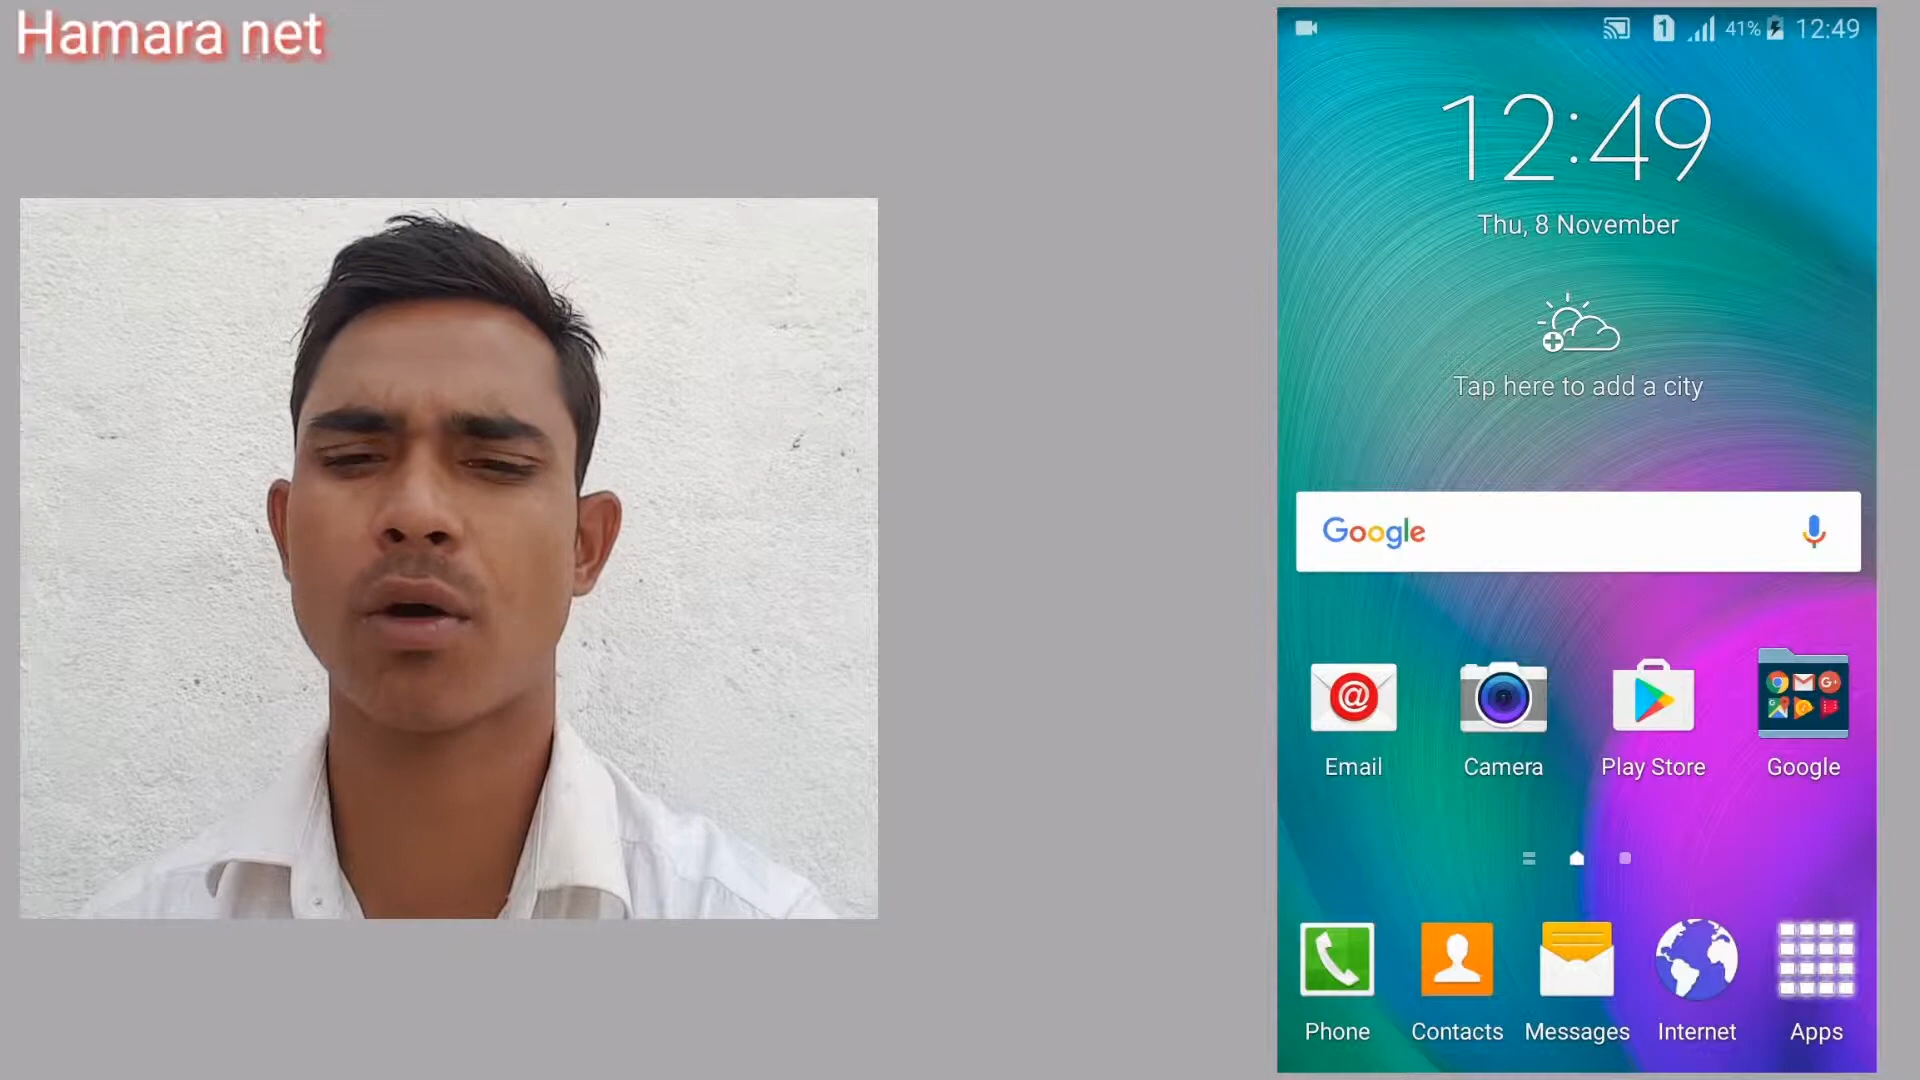 Hamara net
1 41% 12:49
12:49
Thu, 8 November
Tap here to add a city
Google
@
G+
Email Camera Play Store Google
Phone Contacts Messages Internet Apps